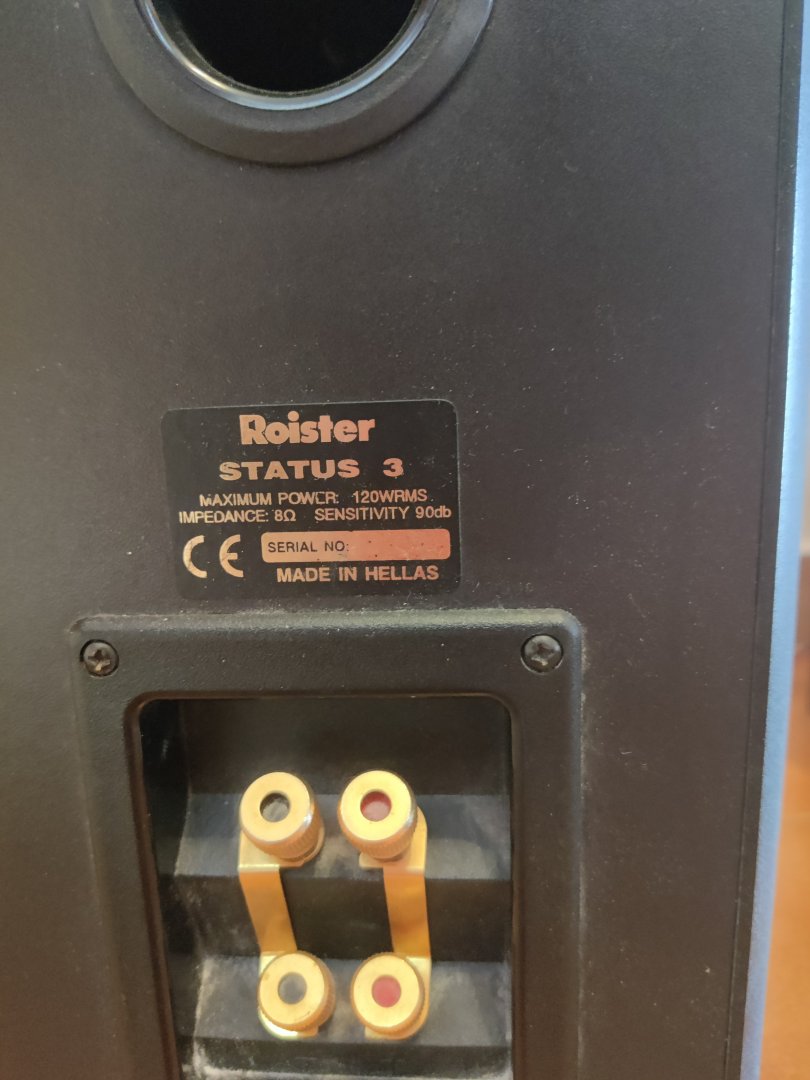 Roister
STATUS 3
MAXIMUM POWER: 120WRMS
IMPEDANCE: 8Ω SENSITIVITY 90db
CE SERIAL NO:
MADE IN HELLAS